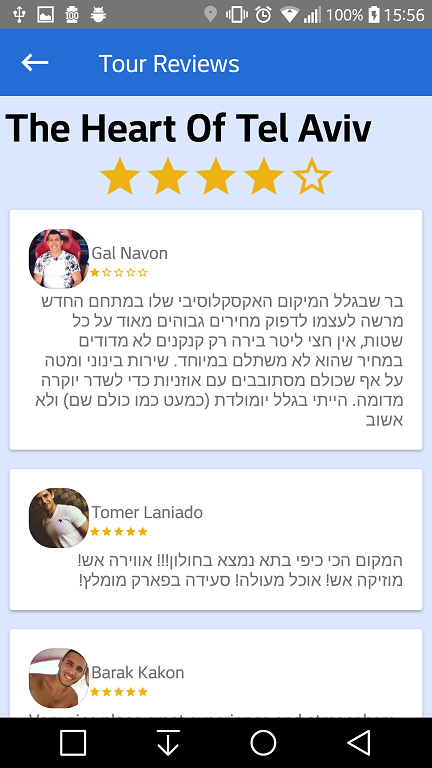 100% 15:56
Tour Reviews
The Heart Of Tel Aviv
Gal Navon
בר שבגלל המיקום האקסקלוסיבי שלו במתחם החדש
מרשה לעצמו לדפוק מחירים גבוהים מאוד על כל
שטות, אין חצי ליטר בירה רק קנקנים לא מדודים
במחיר שהוא לא משתלם במיוחד. שירות בינוני ומטה
על אף שכולם מסתובבים עם אוזניות כדי לשדר יוקרה
מדומה. הייתי בגלל יומולדת (כמעט כמו כולם שם) ולא
אשוב
Tomer Laniado
המקום הכי כיפי בתא נמצא בחולון!!! אווירה אש!
מוזיקה אש! אוכל מעולה! סעידה בפארק מומלץ!
Barak Kakon